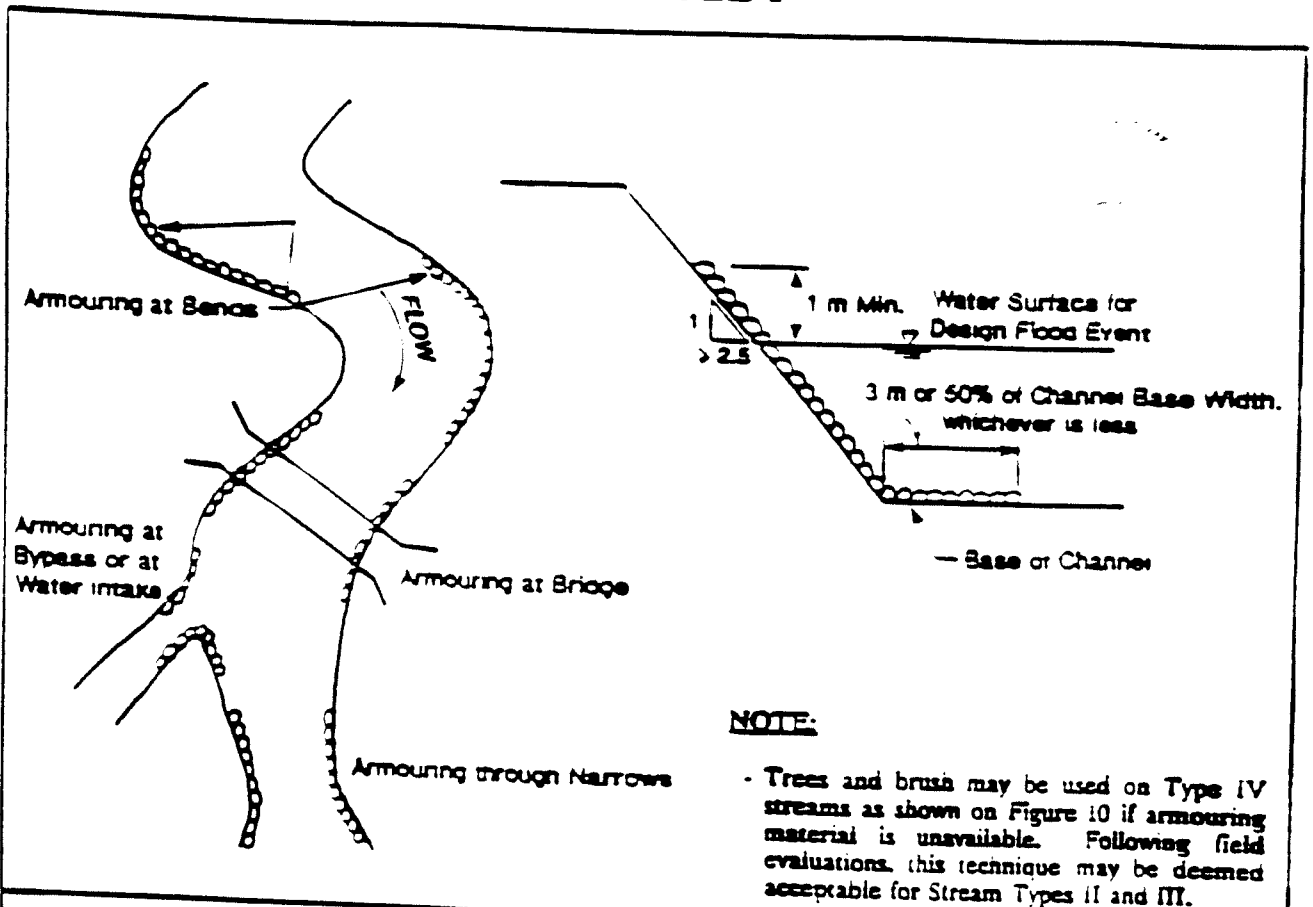 Armouring at Bends
FLOW
Armouring at
Bypass or at
Water Intake
Armouring at Bridge
Armouring through Narrows
1 m Min.
Water Surface for
Design Flood Event
1
> 2.5
3 m or 50% of Channel Base Width,
whichever is less
Base of Channel
NOTE:
- Trees and brush may be used on Type IV
streams as shown on Figure 10 if armouring
material is unavailable. Following field
evaluations, this technique may be deemed
acceptable for Stream Types II and III.